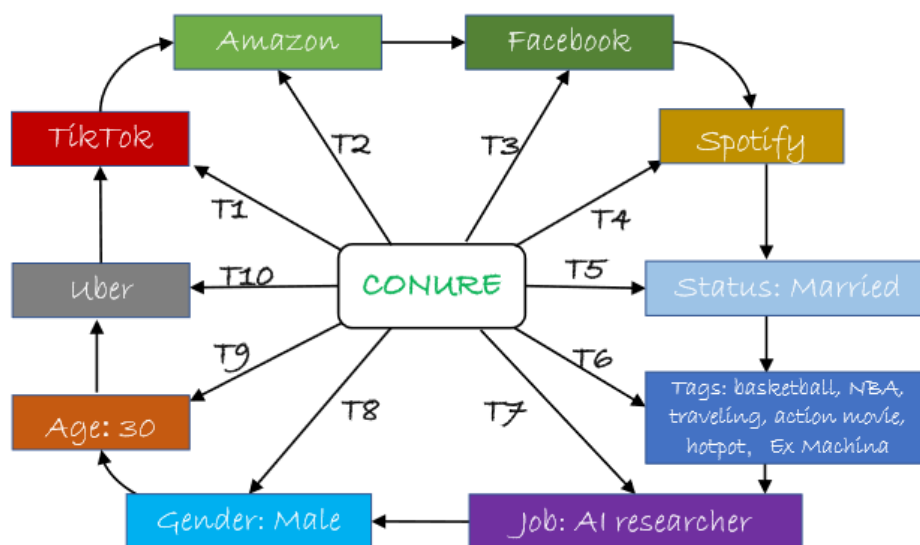 Amazon
Facebook
TikTok
T2
T3
Spotify
T1
T4
Uber
T10
CONURE
T5
Status: Married
T9
T6
Age: 30
T8
T7
Tags: basketball, NBA,
traveling, action movie,
hotpot, Ex Machina
Gender: Male
Job: AI researcher